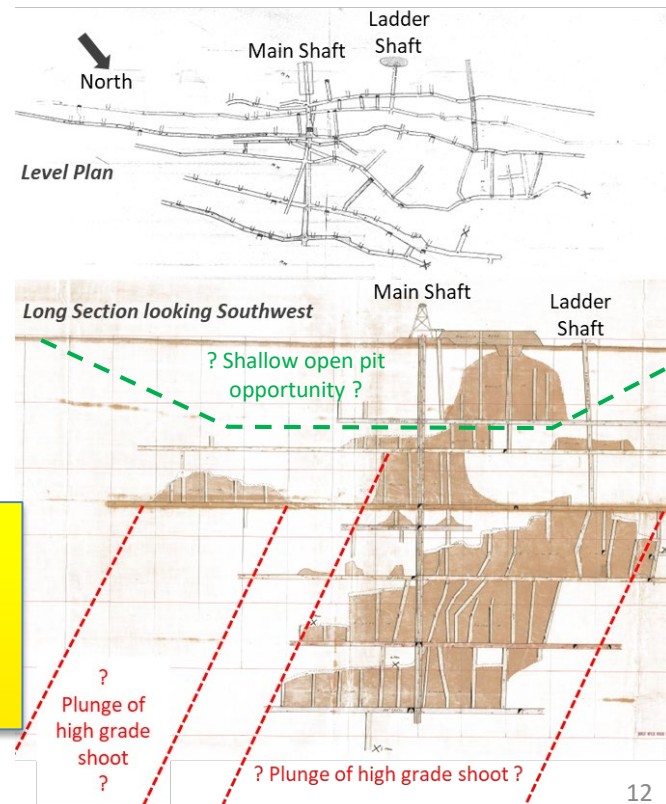 North
Main Shaft
Ladder
Shaft
Level Plan
Long Section looking Southwest
Main Shaft
Ladder
Shaft
? Shallow open pit
opportunity ?
?
Plunge of
high grade
shoot
?
? Plunge of high grade shoot ?
12